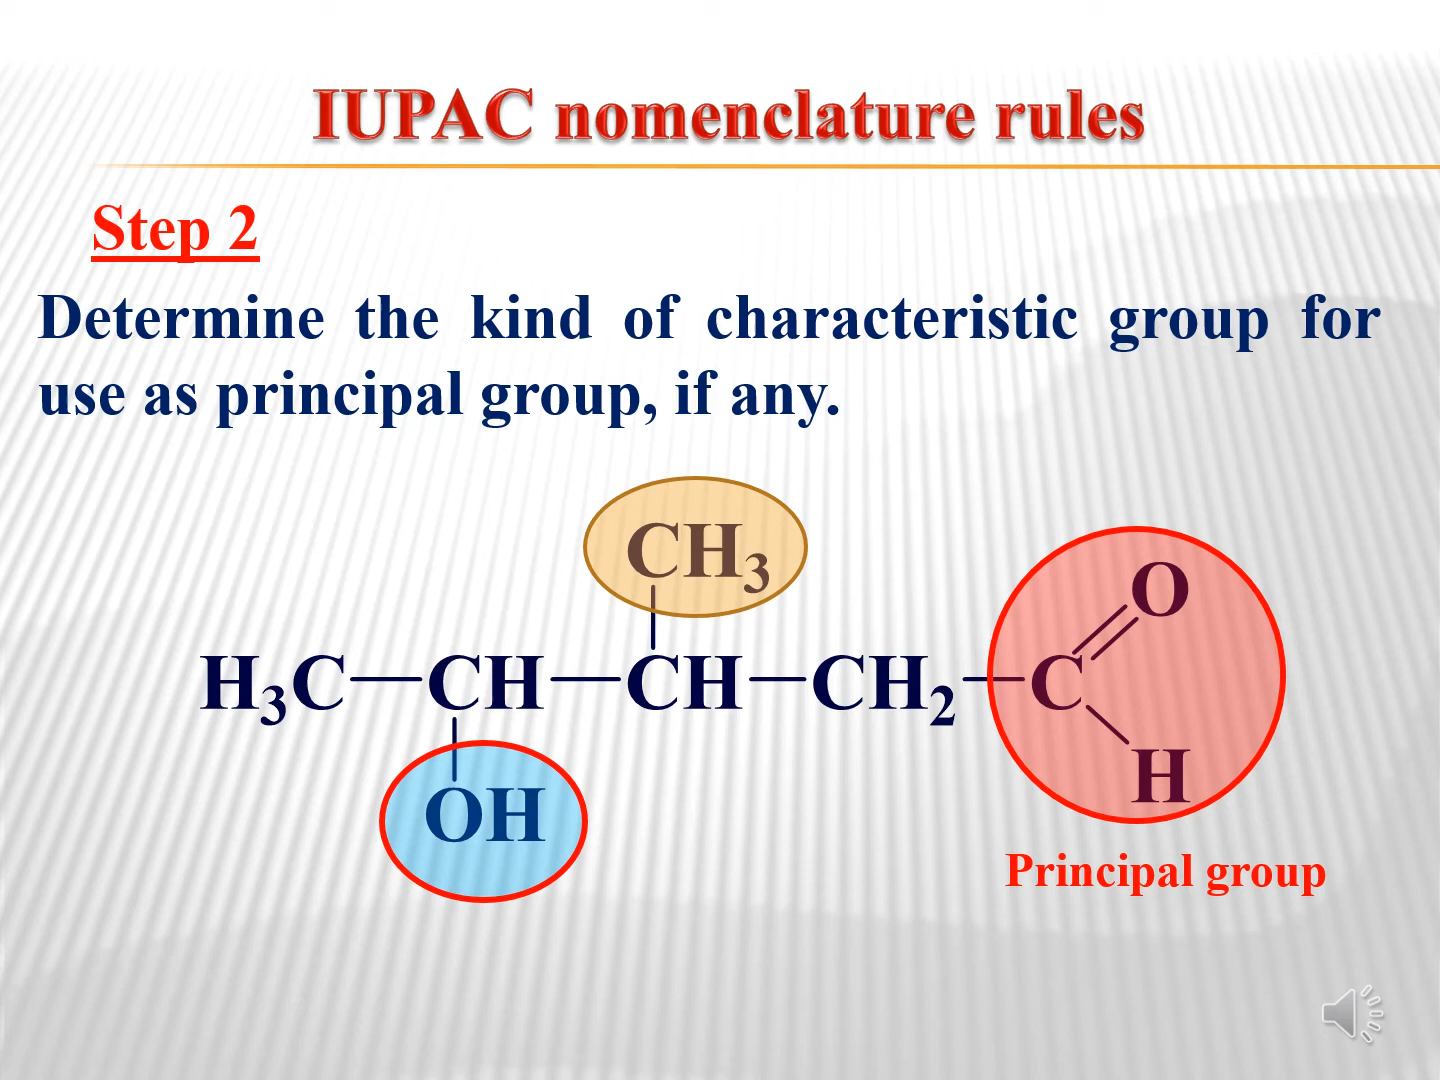 IUPAC nomenclature rules
Step 2
Determine the kind of characteristic group for
use as principal group, if any.
CH₃
O
H₃C—CH—CH—CH₂—C
H
OH
Principal group